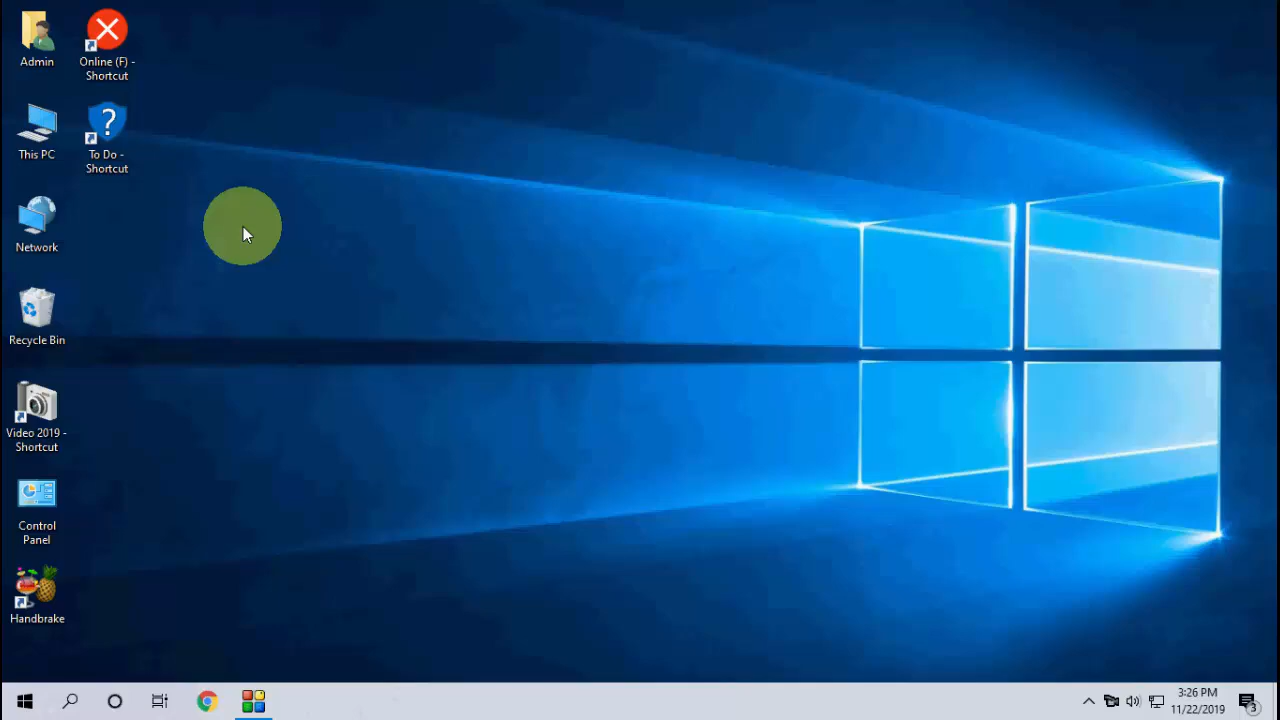 Admin
Online (F) -
Shortcut
This PC
To Do -
Shortcut
Network
Recycle Bin
Video 2019 -
Shortcut
Control
Panel
Handbrake
3:26 PM
11/22/2019
3